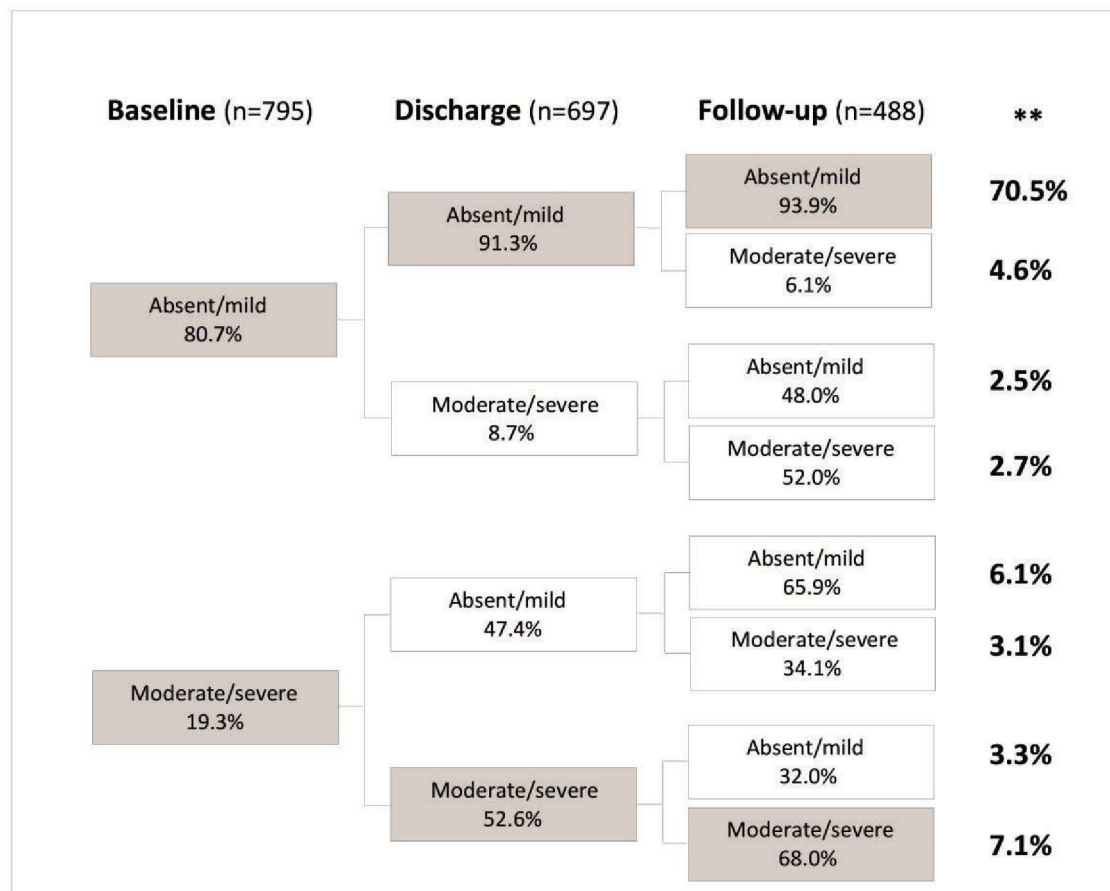 Baseline (n=795)
Discharge (n=697)
Follow-up (n=488)
**
Absent/mild
80.7%
Absent/mild
91.3%
Absent/mild
93.9%
70.5%
Moderate/severe
6.1%
4.6%
Moderate/severe
8.7%
Absent/mild
48.0%
2.5%
Moderate/severe
52.0%
2.7%
Moderate/severe
19.3%
Absent/mild
47.4%
Absent/mild
65.9%
6.1%
Moderate/severe
34.1%
3.1%
Moderate/severe
52.6%
Absent/mild
32.0%
3.3%
Moderate/severe
68.0%
7.1%